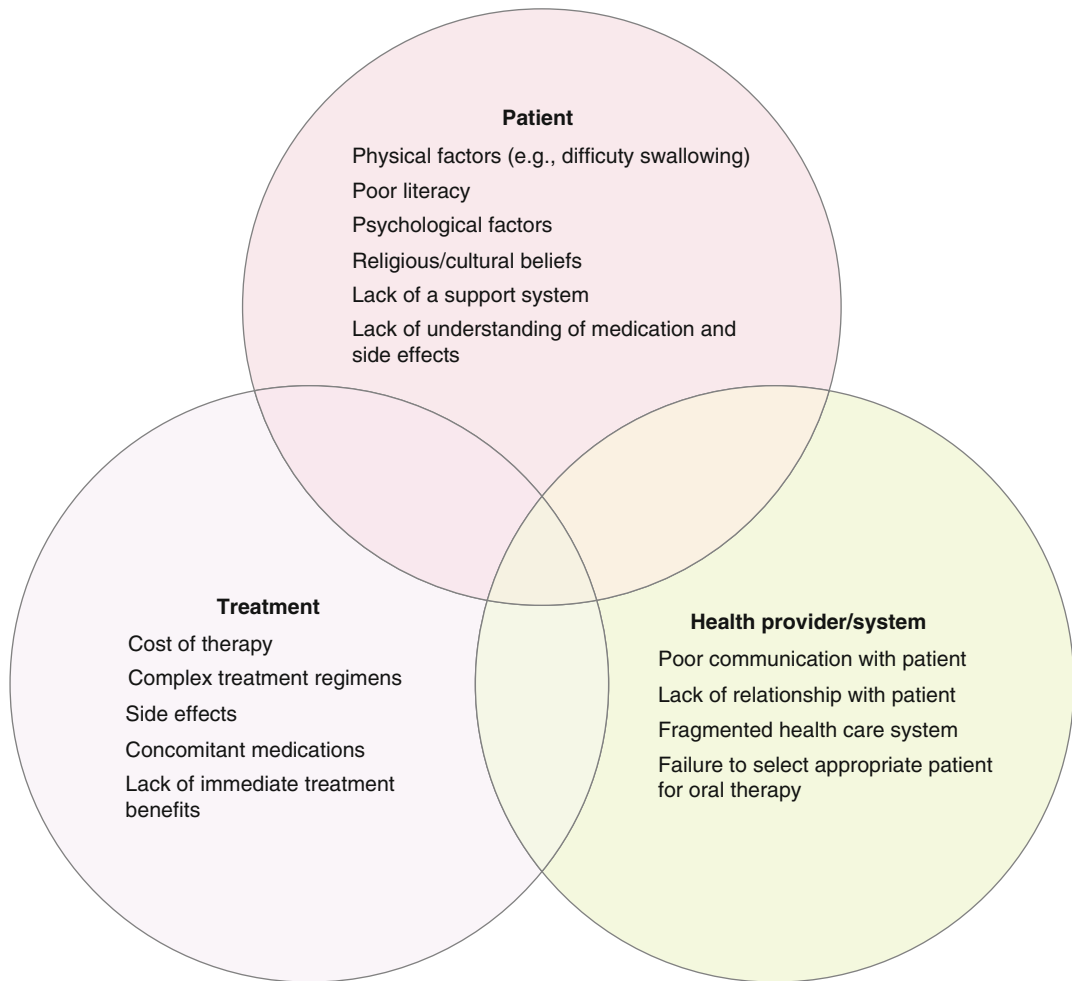 Patient
Physical factors (e.g., difficuty swallowing)
Poor literacy
Psychological factors
Religious/cultural beliefs
Lack of a support system
Lack of understanding of medication and
side effects
Treatment
Cost of therapy
Complex treatment regimens
Side effects
Concomitant medications
Lack of immediate treatment
benefits
Health provider/system
Poor communication with patient
Lack of relationship with patient
Fragmented health care system
Failure to select appropriate patient
for oral therapy